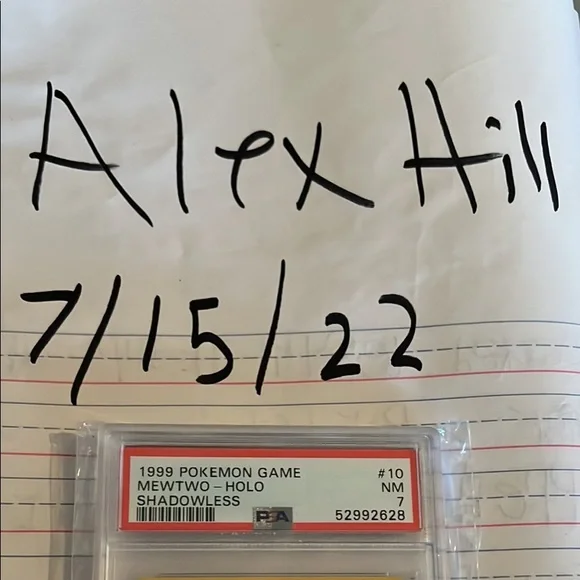 Alex Hill
7/15/22
1999 POKEMON GAME #10
MEWTWO - HOLO NM
SHADOWLESS 7
PSA 52992628